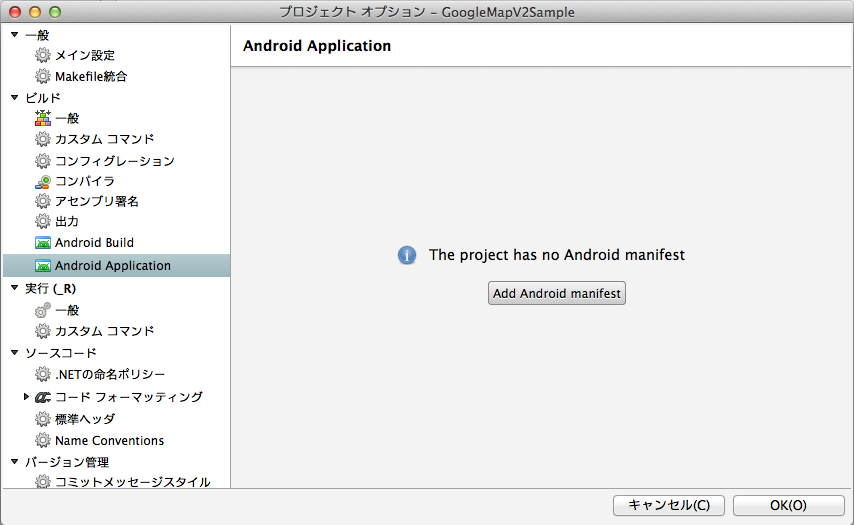 プロジェクト オプション – GoogleMapV2Sample
一般
メイン設定
Makefile統合
ビルド
一般
カスタム コマンド
コンフィグレーション
コンパイラ
アセンブリ署名
出力
Android Build
Android Application
実行 (_R)
一般
カスタム コマンド
ソースコード
.NETの命名ポリシー
コード フォーマッティング
標準ヘッダ
Name Conventions
バージョン管理
コミットメッセージスタイル
Android Application
The project has no Android manifest
Add Android manifest
キャンセル(C)
OK(O)